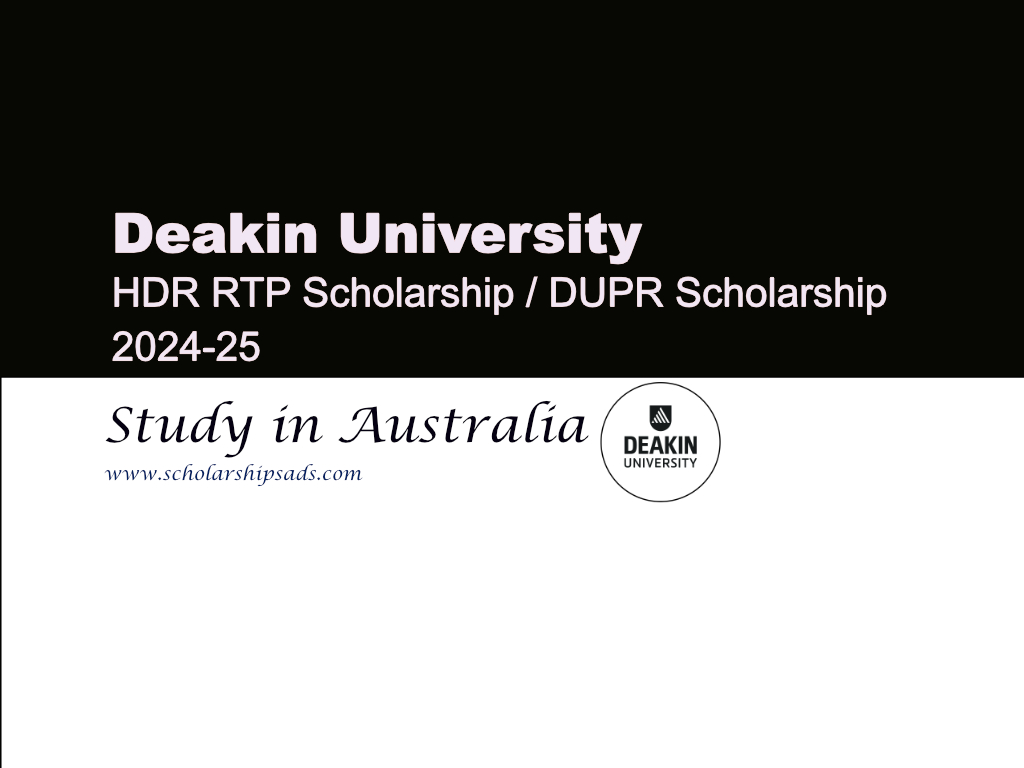 Deakin University
HDR RTP Scholarship / DUPR Scholarship
2024-25
Study in Australia
www.scholarshipsads.com
DEAKIN
UNIVERSITY